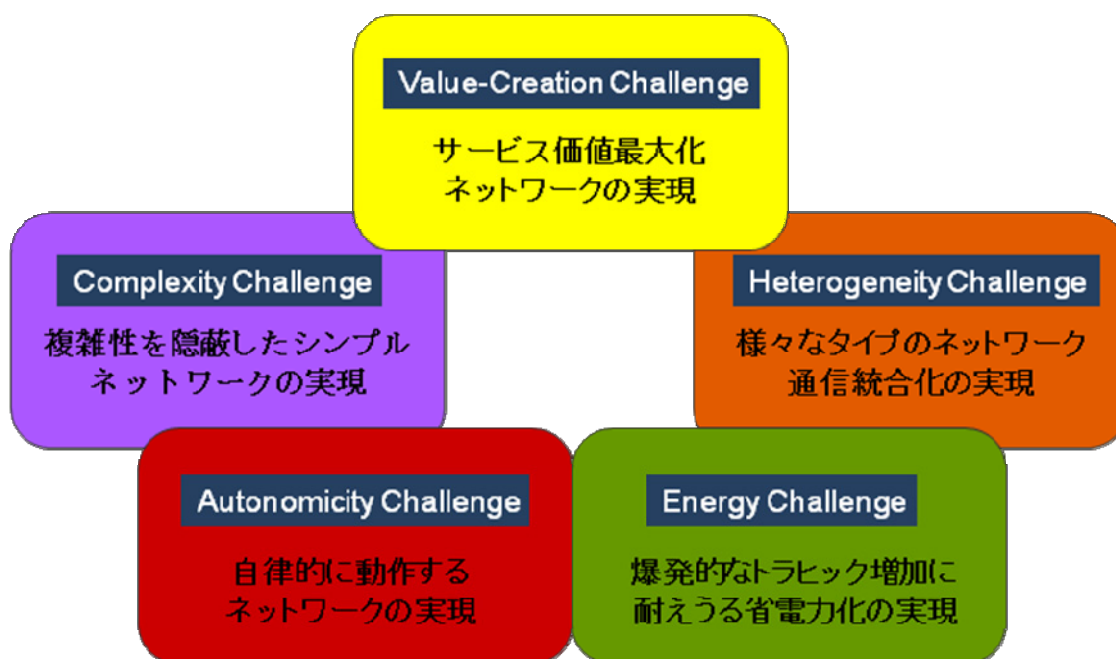 Value-Creation Challenge
サービス価値最大化
ネットワークの実現
Complexity Challenge
複雑性を隠蔽したシンプル
ネットワークの実現
Heterogeneity Challenge
様々なタイプのネットワーク
通信統合化の実現
Autonomicity Challenge
自律的に動作する
ネットワークの実現
Energy Challenge
爆発的なトラヒック増加に
耐えうる省電力化の実現